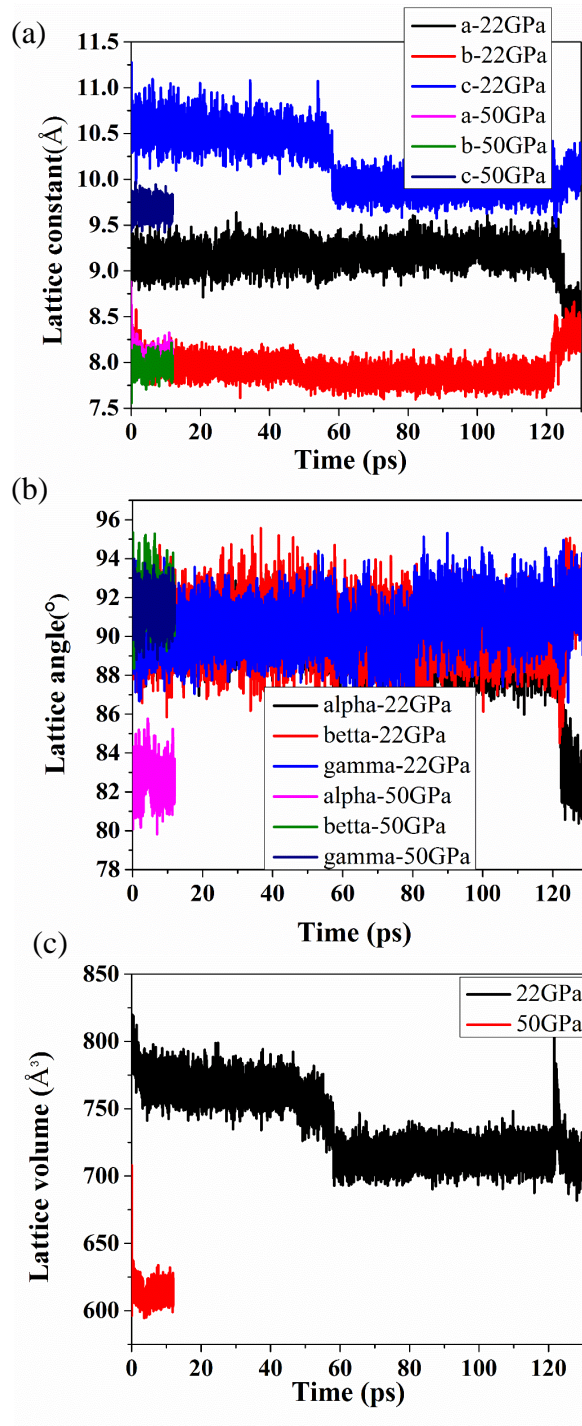 (a)
a-22GPa
b-22GPa
c-22GPa
a-50GPa
b-50GPa
c-50GPa
Lattice constant(Å)
11.5
11.0
10.5
10.0
9.5
9.0
8.5
8.0
7.5
0 20 40 60 80 100 120
Time (ps)
(b)
Lattice angle(°)
96
94
92
90
88
86
84
82
80
78
alpha-22GPa
betta-22GPa
gamma-22GPa
alpha-50GPa
betta-50GPa
gamma-50GPa
0 20 40 60 80 100 120
Time (ps)
(c)
22GPa
50GPa
Lattice volume (Å³)
850
800
750
700
650
600
0 20 40 60 80 100 120
Time (ps)